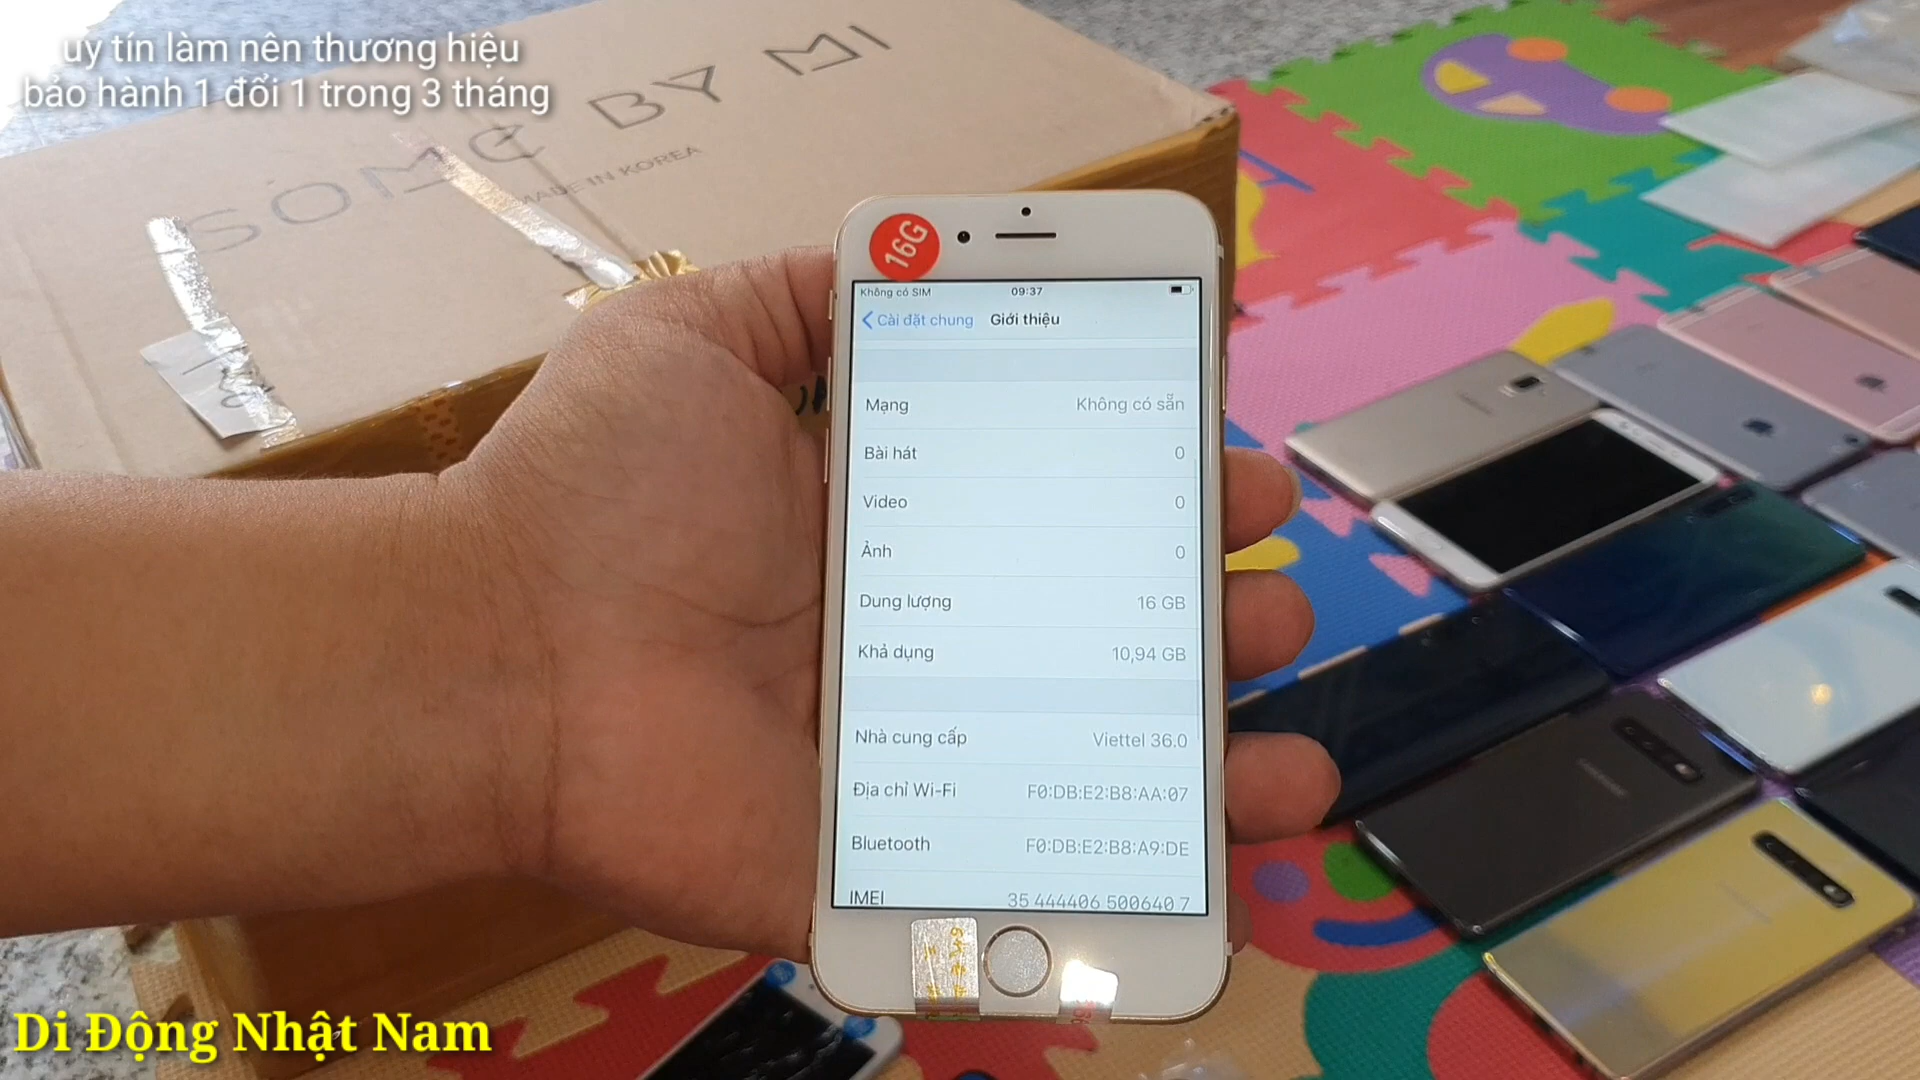 uy tín làm nên thương hiệu
bảo hành 1 đổi 1 trong 3 tháng
SOME BY MI
MADE IN KOREA
16G
Không có SIM 09:37
Cài đặt chung Giới thiệu
Mạng Không có sẵn
Bài hát 0
Video 0
Ảnh 0
Dung lượng 16 GB
Khả dụng 10,94 GB
Nhà cung cấp Viettel 36.0
Địa chỉ Wi-Fi F0:DB:E2:B8:AA:07
Bluetooth F0:DB:E2:B8:A9:DE
IMEI 35 444406 500640 7
Di Động Nhật Nam